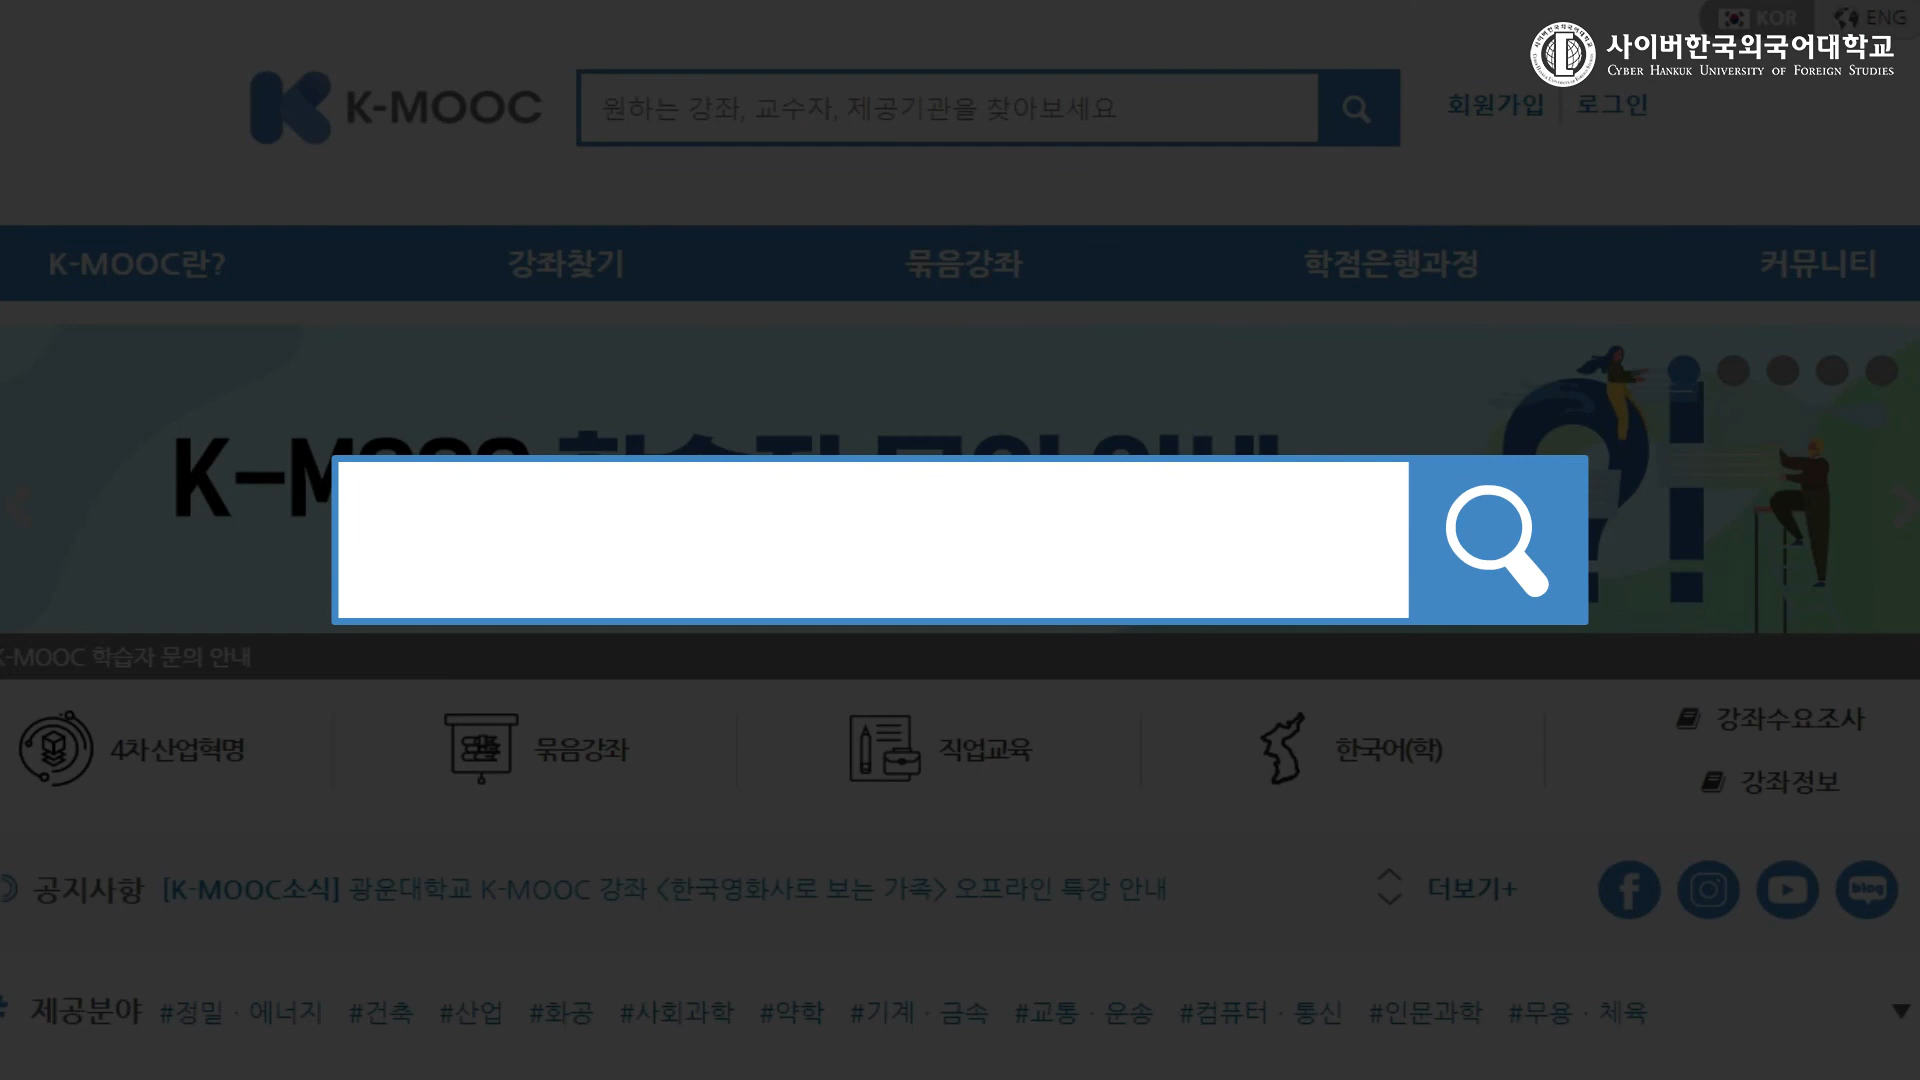 KOR
ENG
사이버한국외국어대학교
CYBER HANKUK UNIVERSITY OF FOREIGN STUDIES
K-MOOC
원하는 강좌, 교수자, 제공기관을 찾아보세요
회원가입
로그인
K-MOOC란?
강좌찾기
묶음강좌
학점은행과정
커뮤니티
K-MOOC 학습자 문의 안내
4차 산업혁명
묶음강좌
직업교육
한국어(학)
강좌수요조사
강좌정보
공지사항
[K-MOOC소식] 광운대학교 K-MOOC 강좌 <한국영화사로 보는 가족> 오프라인 특강 안내
더보기+
blog
제공분야 #정밀 · 에너지 #건축 #산업 #화공 #사회과학 #약학 #기계 · 금속 #교통 · 운송 #컴퓨터 · 통신 #인문과학 #무용 · 체육